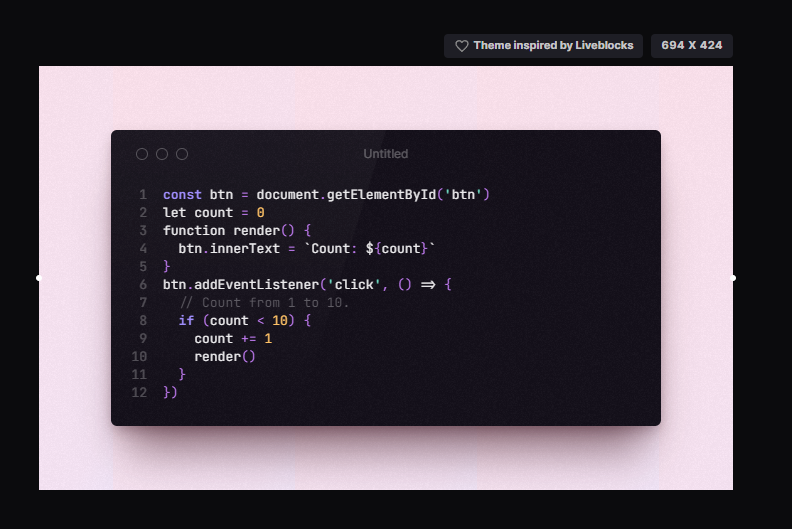 Theme inspired by Liveblocks
694 X 424
Untitled
1 const btn = document.getElementById('btn')
2 let count = 0
3 function render() {
4   btn.innerText = `Count: ${count}`
5 }
6 btn.addEventListener('click', () => {
7   // Count from 1 to 10.
8   if (count < 10) {
9     count += 1
10     render()
11   }
12 })